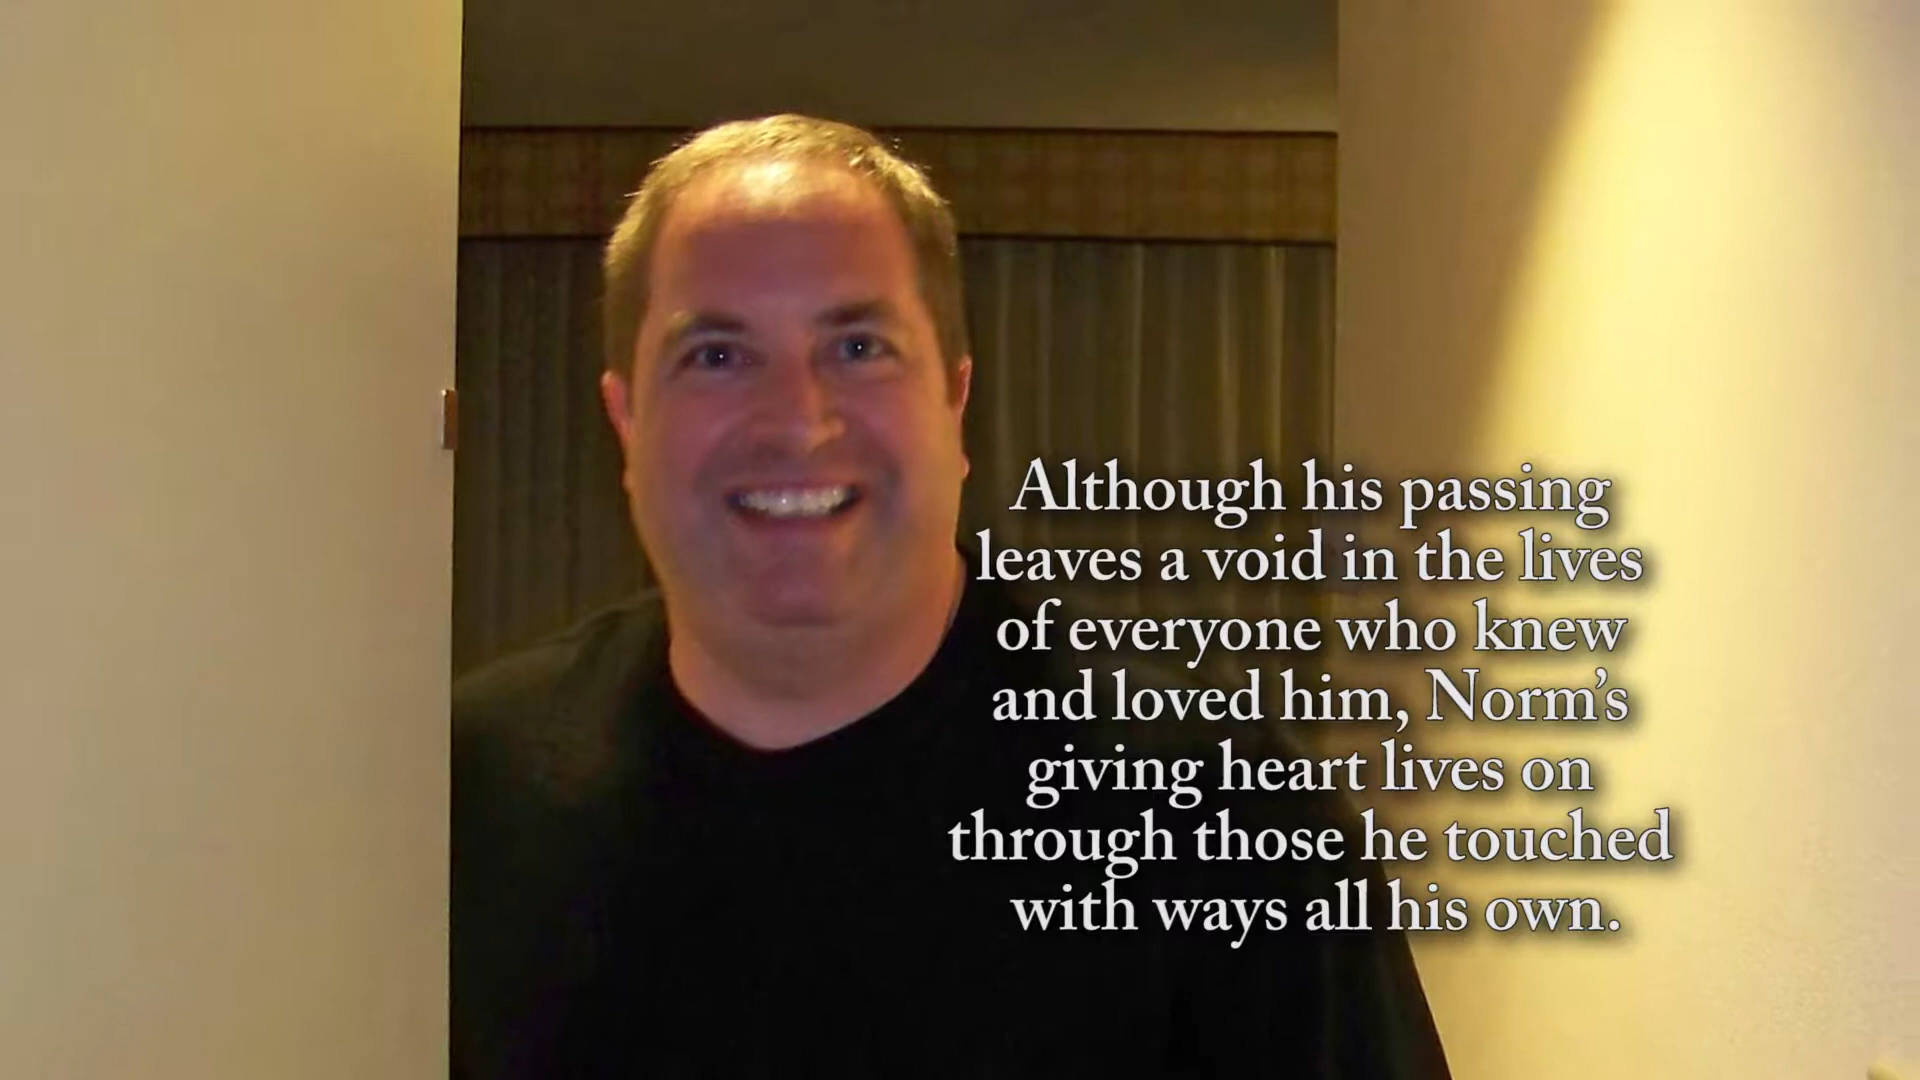 Although his passing
leaves a void in the lives
of everyone who knew
and loved him, Norm’s
giving heart lives on
through those he touched
with ways all his own.